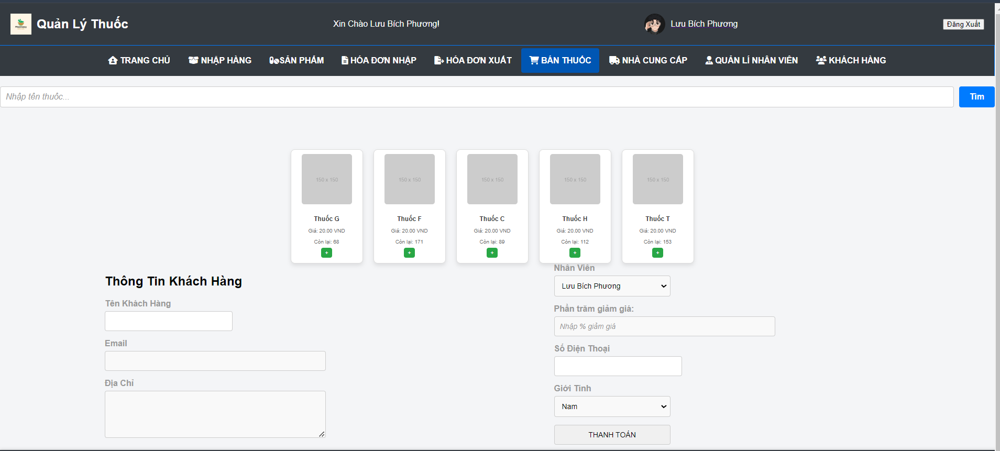 Pharmacy
Quản Lý Thuốc
Xin Chào Lưu Bích Phương!
Lưu Bích Phương
Đăng Xuất
TRANG CHỦ
NHẬP HÀNG
SẢN PHẨM
HÓA ĐƠN NHẬP
HÓA ĐƠN XUẤT
BÁN THUỐC
NHÀ CUNG CẤP
QUẢN LÍ NHÂN VIÊN
KHÁCH HÀNG
Nhập tên thuốc...
Tìm
150 x 150
Thuốc G
Giá: 20.00 VND
Còn lại: 68
+
150 x 150
Thuốc F
Giá: 20.00 VND
Còn lại: 171
+
150 x 150
Thuốc C
Giá: 20.00 VND
Còn lại: 89
+
150 x 150
Thuốc H
Giá: 20.00 VND
Còn lại: 112
+
150 x 150
Thuốc T
Giá: 20.00 VND
Còn lại: 153
+
Thông Tin Khách Hàng
Tên Khách Hàng
Email
Địa Chỉ
Nhân Viên
Lưu Bích Phương
Phần trăm giảm giá:
Nhập % giảm giá
Số Điện Thoại
Giới Tính
Nam
THANH TOÁN